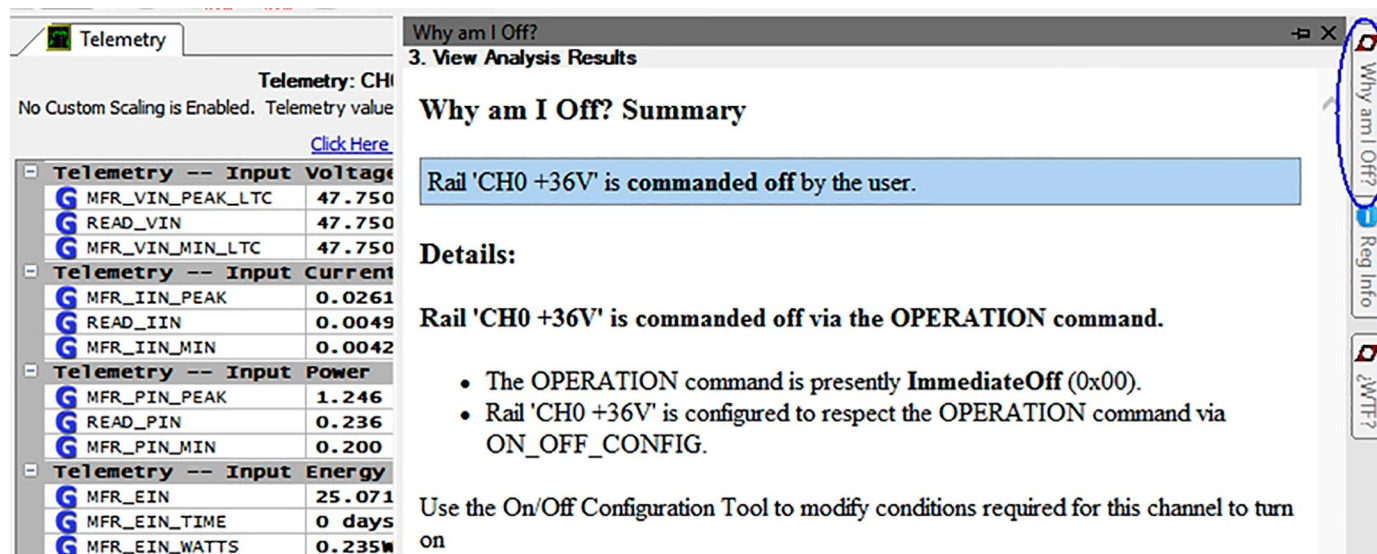 Telemetry
Telemetry: CH
No Custom Scaling is Enabled. Telemetry value
Click Here
Telemetry -- Input Voltage
MFR_VIN_PEAK_LTC 47.750
READ_VIN 47.750
MFR_VIN_MIN_LTC 47.750
Telemetry -- Input Current
MFR_IIN_PEAK 0.0261
READ_IIN 0.0049
MFR_IIN_MIN 0.0042
Telemetry -- Input Power
MFR_PIN_PEAK 1.246
READ_PIN 0.236
MFR_PIN_MIN 0.200
Telemetry -- Input Energy
MFR_EIN 25.071
MFR_EIN_TIME 0 days
MFR_EIN_WATTS 0.235W
Why am I Off?
3. View Analysis Results
Why am I Off? Summary
Rail 'CH0 +36V' is commanded off by the user.
Details:
Rail 'CH0 +36V' is commanded off via the OPERATION command.
• The OPERATION command is presently ImmediateOff (0x00).
• Rail 'CH0 +36V' is configured to respect the OPERATION command via
ON_OFF_CONFIG.
Use the On/Off Configuration Tool to modify conditions required for this channel to turn
on
Why am I Off?
Reg Info
¿WTF?